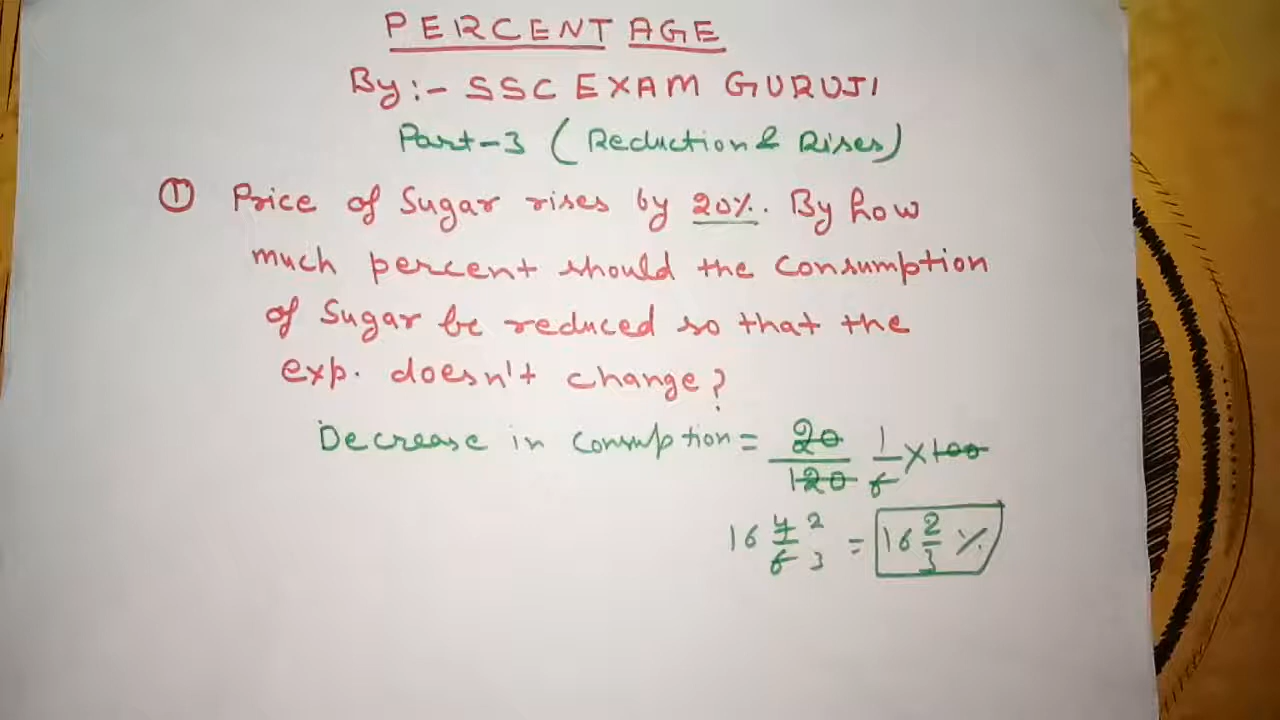 PERCENTAGE
By:- SSC EXAM GURUJI
Part-3 (Reduction & Rises)
① Price of Sugar rises by 20%. By how
much percent should the consumption
of Sugar be reduced so that the
exp. doesn't change?
Decrease in consuption = 20/120 1/6 × 100
16 4/6 2/3 = 16 2/3 %